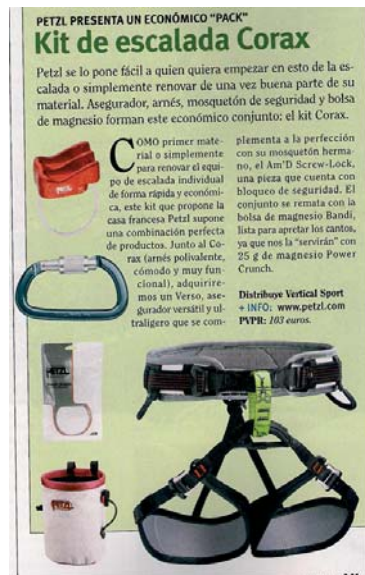 PETZL PRESENTA UN ECONÓMICO "PACK"
Kit de escalada Corax
Petzl se lo pone fácil a quien quiera empezar en esto de la es-
calada o simplemente renovar de una vez buena parte de su
material. Asegurador, arnés, mosquetón de seguridad y bolsa
de magnesio forman este económico conjunto: el kit Corax.
COMO primer mate-
rial o simplemente
para renovar el equi-
po de escalada individual
de forma rápida y económi-
ca, este kit que propone la
casa francesa Petzl supone
una combinación perfecta
de productos. Junto al Co-
rax (arnés polivalente,
cómodo y muy fun-
cional), adquirire-
mos un Verso, ase-
gurador versátil y ul-
traligero que se com-
plementa a la perfección
con su mosquetón herma-
no, el Am'D Screw-Lock,
una pieza que cuenta con
bloqueo de seguridad. El
conjunto se remata con la
bolsa de magnesio Bandi,
lista para apretar los cantos,
ya que nos la "servirán" con
25 g de magnesio Power
Crunch.
Distribuye Vertical Sport
+ INFO: www.petzl.com
PVPR: 103 euros.
PETZL
PETZL
PETZL